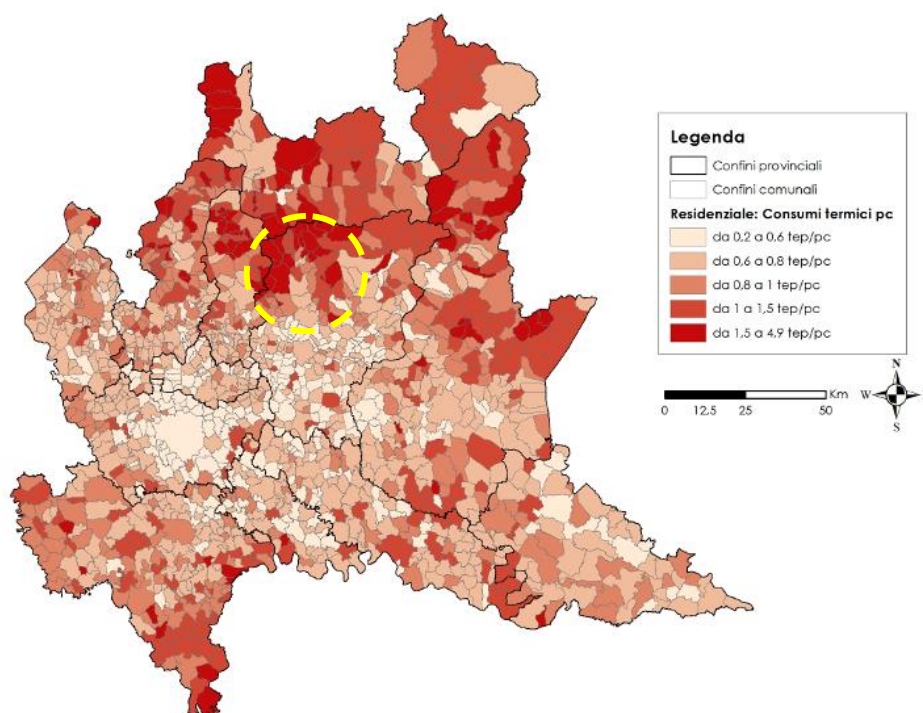 Legenda
Confini provinciali
Confini comunali
Residenziale: Consumi termici pc
da 0,2 a 0,6 tep/pc
da 0,6 a 0,8 tep/pc
da 0,8 a 1 tep/pc
da 1 a 1,5 tep/pc
da 1,5 a 4,9 tep/pc
N
W E
S
Km
0 12,5 25 50